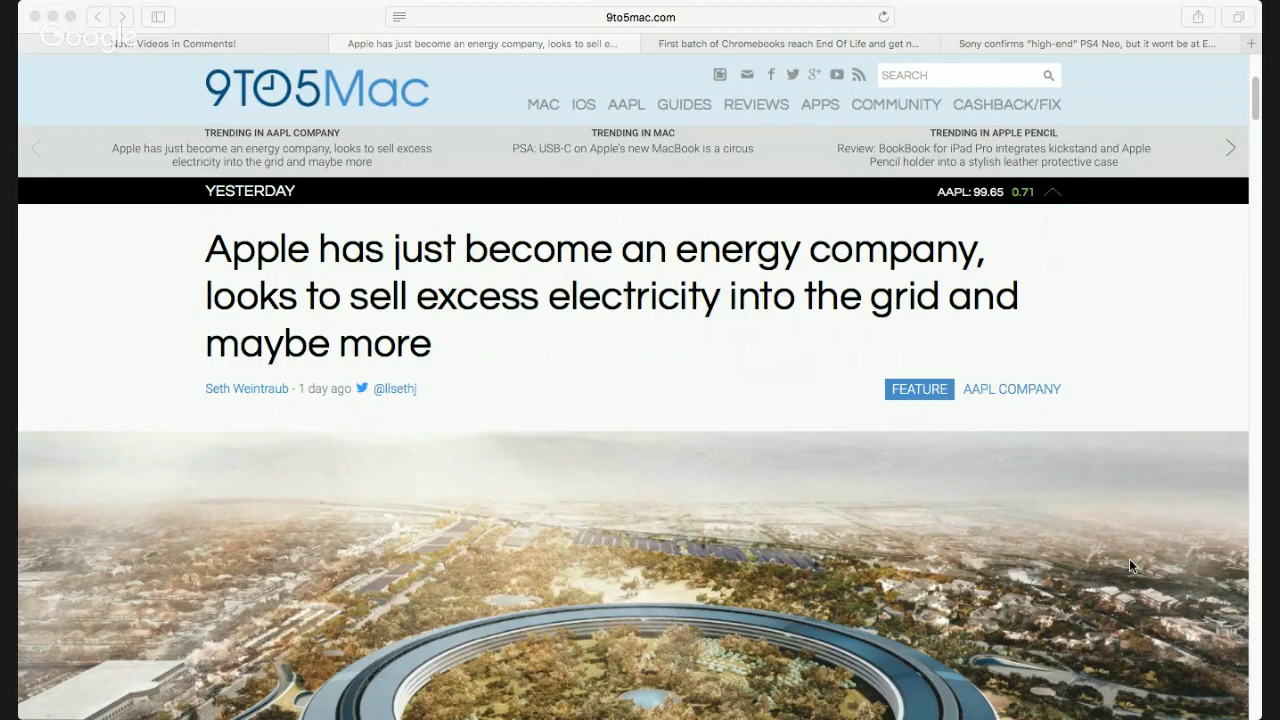 9to5mac.com
Google
Videos in Comments!
Apple has just become an energy company, looks to sell e...
First batch of Chromebooks reach End Of Life and get n...
Sony confirms "high-end" PS4 Neo, but it wont be at E...
9TO5Mac
SEARCH
MAC IOS AAPL GUIDES REVIEWS APPS COMMUNITY CASHBACK/FIX
TRENDING IN AAPL COMPANY
Apple has just become an energy company, looks to sell excess
electricity into the grid and maybe more
TRENDING IN MAC
PSA: USB-C on Apple's new MacBook is a circus
TRENDING IN APPLE PENCIL
Review: BookBook for iPad Pro integrates kickstand and Apple
Pencil holder into a stylish leather protective case
YESTERDAY
AAPL: 99.65 0.71
Apple has just become an energy company,
looks to sell excess electricity into the grid and
maybe more
Seth Weintraub - 1 day ago @llsethj
FEATURE AAPL COMPANY